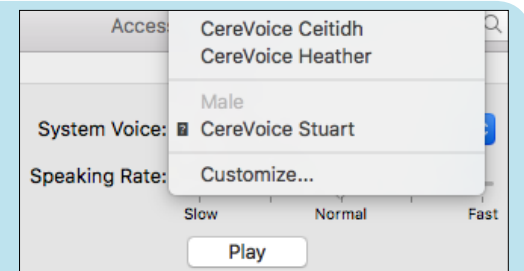 Acces
CereVoice Ceitidh
CereVoice Heather
Male
System Voice: CereVoice Stuart
Speaking Rate: Customize...
Slow Normal Fast
Play